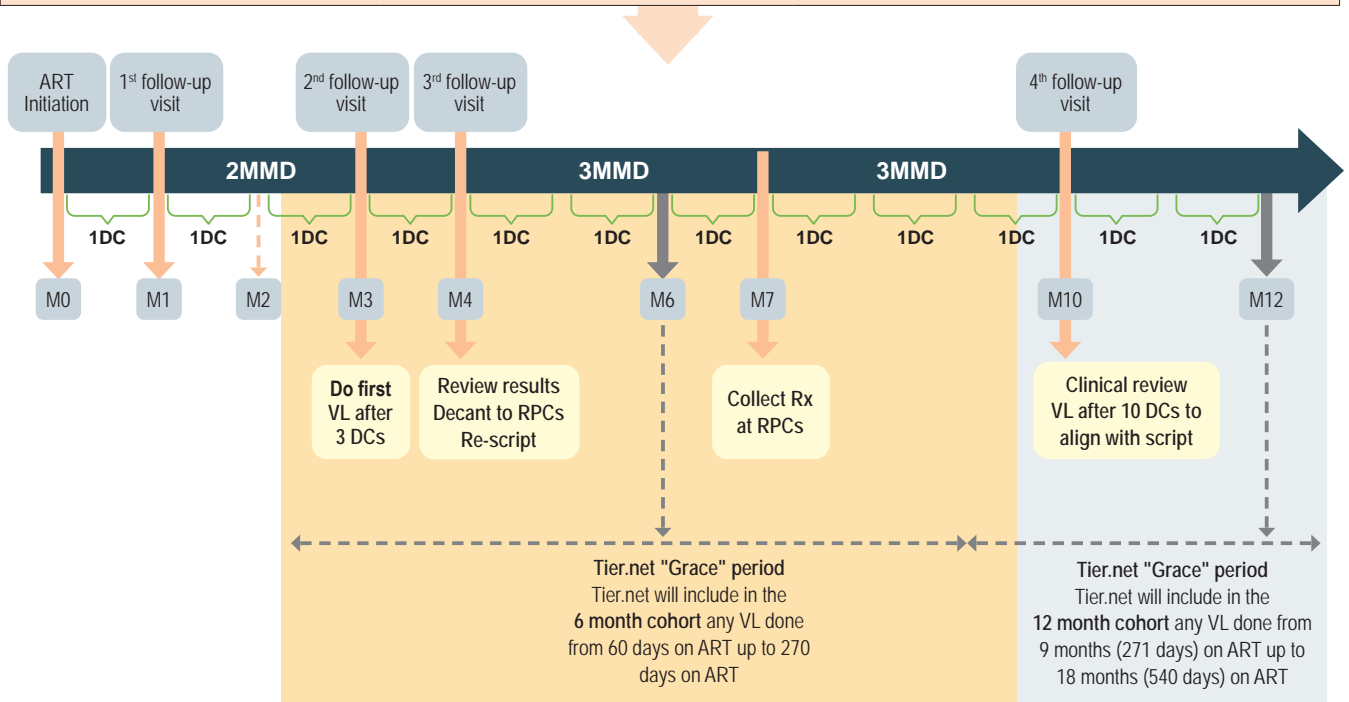 ART
Initiation
1st follow-up
visit
2nd follow-up
visit
3rd follow-up
visit
4th follow-up
visit
2MMD
3MMD
3MMD
1DC
1DC
1DC
1DC
1DC
1DC
1DC
1DC
1DC
1DC
1DC
1DC
M0
M1
M2
M3
M4
M6
M7
M10
M12
Do first
VL after
3 DCs
Review results
Decant to RPCs
Re-script
Collect Rx
at RPCs
Clinical review
VL after 10 DCs to
align with script
Tier.net "Grace" period
Tier.net will include in the
6 month cohort any VL done
from 60 days on ART up to 270
days on ART
Tier.net "Grace" period
Tier.net will include in the
12 month cohort any VL done from
9 months (271 days) on ART up to
18 months (540 days) on ART